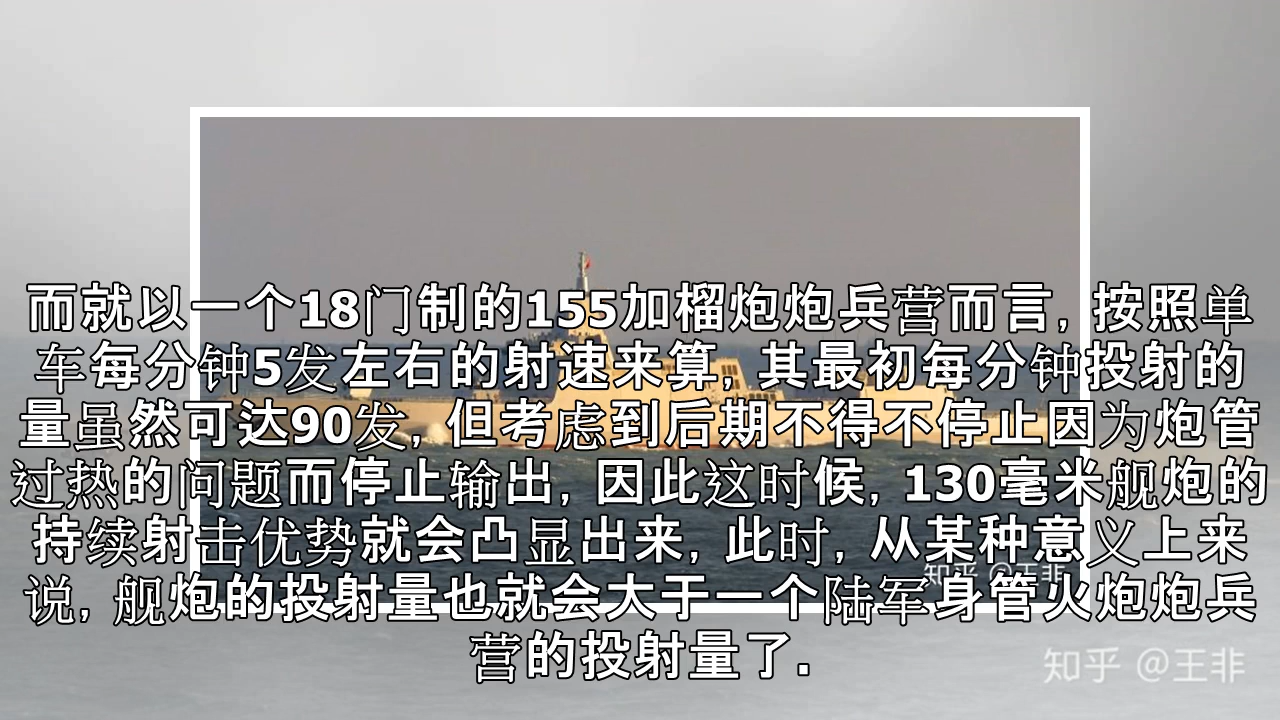 而就以一个18门制的155加榴炮炮兵营而言, 按照单
车每分钟5发左右的射速来算, 其最初每分钟投射的
量虽然可达90发, 但考虑到后期不得不停止因为炮管
过热的问题而停止输出, 因此这时候, 130毫米舰炮的
持续射击优势就会凸显出来, 此时, 从某种意义上来
说, 舰炮的投射量也就会大于一个陆军身管火炮炮兵
营的投射量了.
知乎 @王非
知乎 @王非